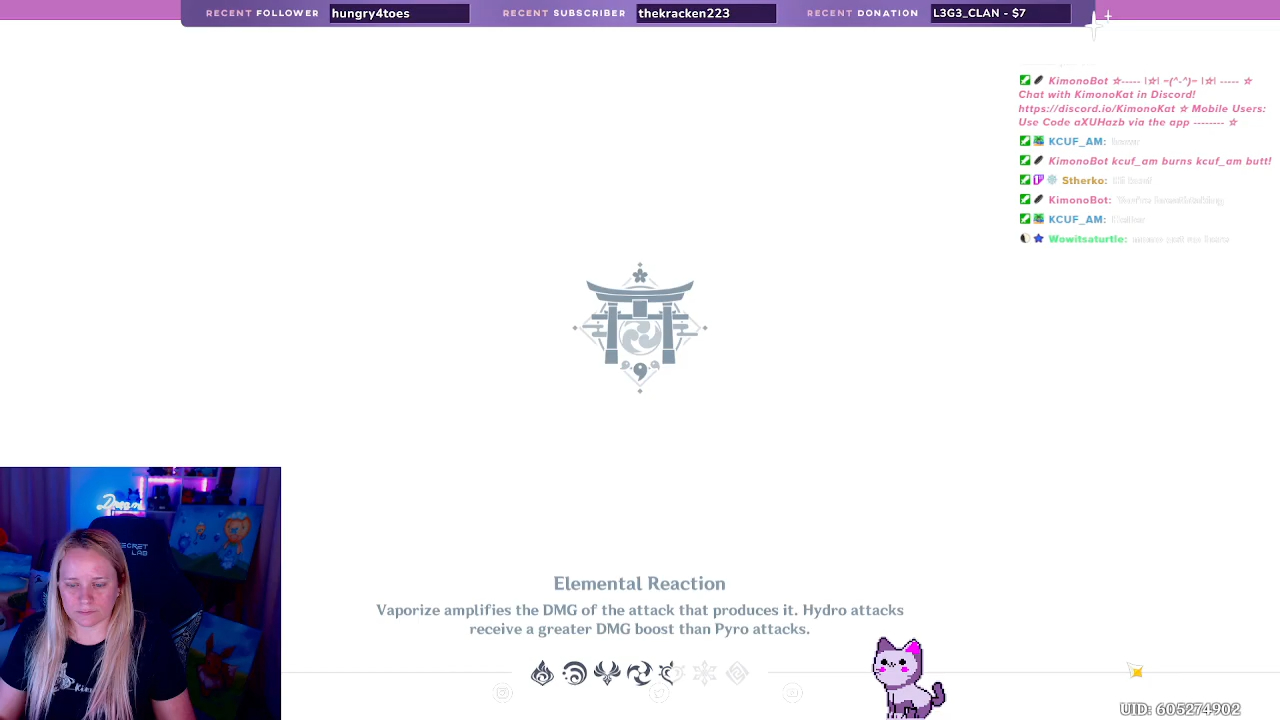 RECENT FOLLOWER hungry4toes RECENT SUBSCRIBER thekracken223 RECENT DONATION L3G3_CLAN - $7
KimonoBot ☆----- |☆| ~(^-^)~ |☆| ----- ☆
Chat with KimonoKat in Discord!
https://discord.io/KimonoKat ☆ Mobile Users:
Use Code aXUHazb via the app -------- ☆
KCUF_AM:
KimonoBot kcuf_am burns kcuf_am butt!
Stherko:
KimonoBot:
KCUF_AM:
Wowitsaturtle:
SECRET
LAB
Elemental Reaction
Vaporize amplifies the DMG of the attack that produces it. Hydro attacks
receive a greater DMG boost than Pyro attacks.
UID: 605274902